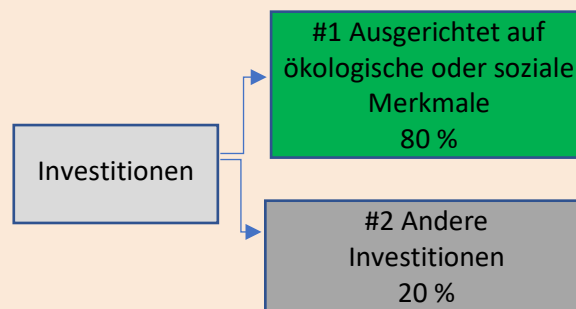 #1 Ausgerichtet auf
ökologische oder soziale
Merkmale
80 %
Investitionen
#2 Andere
Investitionen
20 %